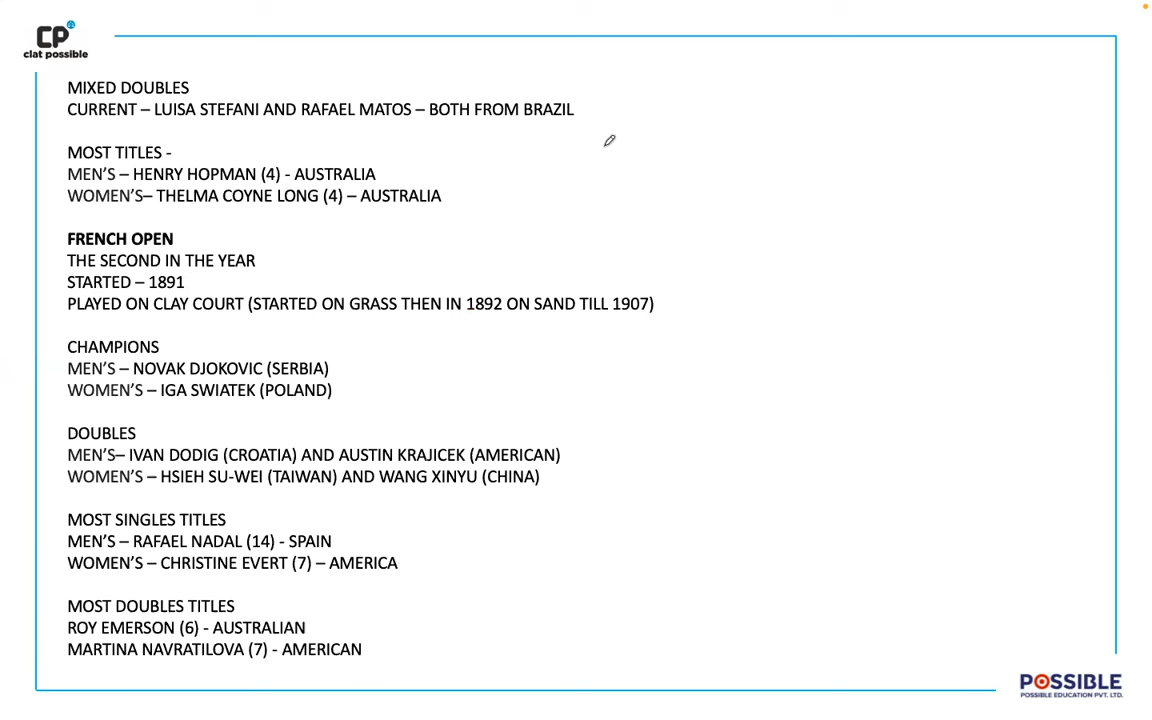 CP
clat possible
MIXED DOUBLES
CURRENT – LUISA STEFANI AND RAFAEL MATOS – BOTH FROM BRAZIL
MOST TITLES -
MEN’S – HENRY HOPMAN (4) - AUSTRALIA
WOMEN’S– THELMA COYNE LONG (4) – AUSTRALIA
FRENCH OPEN
THE SECOND IN THE YEAR
STARTED – 1891
PLAYED ON CLAY COURT (STARTED ON GRASS THEN IN 1892 ON SAND TILL 1907)
CHAMPIONS
MEN’S – NOVAK DJOKOVIC (SERBIA)
WOMEN’S – IGA SWIATEK (POLAND)
DOUBLES
MEN’S– IVAN DODIG (CROATIA) AND AUSTIN KRAJICEK (AMERICAN)
WOMEN’S – HSIEH SU-WEI (TAIWAN) AND WANG XINYU (CHINA)
MOST SINGLES TITLES
MEN’S – RAFAEL NADAL (14) - SPAIN
WOMEN’S – CHRISTINE EVERT (7) – AMERICA
MOST DOUBLES TITLES
ROY EMERSON (6) - AUSTRALIAN
MARTINA NAVRATILOVA (7) - AMERICAN
POSSIBLE
POSSIBLE EDUCATION PVT. LTD.